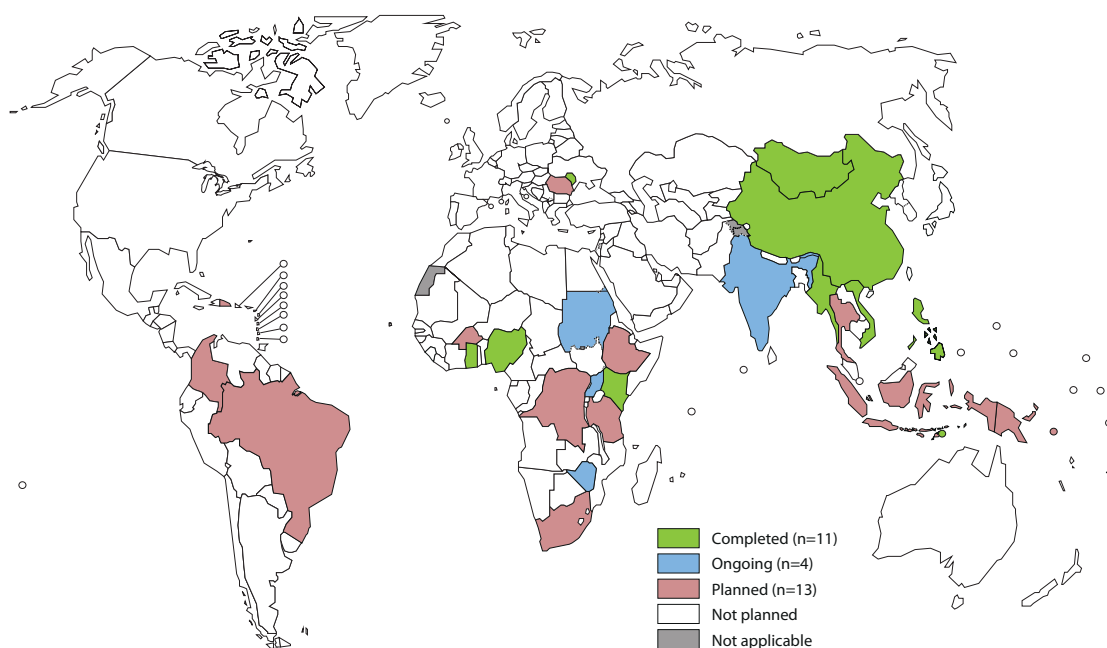 Completed (n=11)
Ongoing (n=4)
Planned (n=13)
Not planned
Not applicable